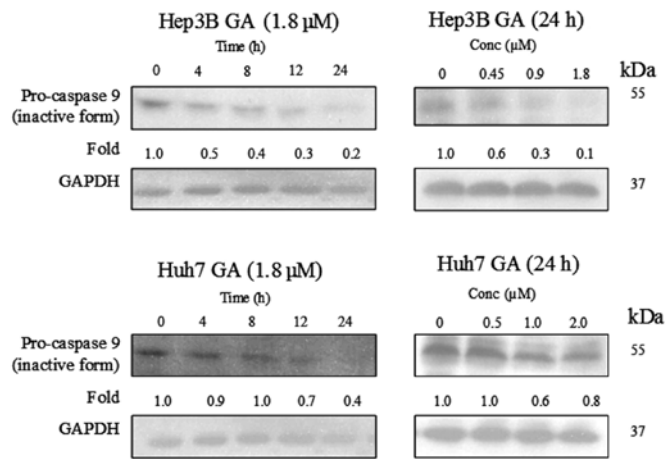 Hep3B GA (1.8 µM)
Time (h)
0 4 8 12 24
Pro-caspase 9
(inactive form)
Fold
1.0 0.5 0.4 0.3 0.2
GAPDH
Hep3B GA (24 h)
Conc (µM)
0 0.45 0.9 1.8
kDa
55
1.0 0.6 0.3 0.1
37
Huh7 GA (1.8 µM)
Time (h)
0 4 8 12 24
Pro-caspase 9
(inactive form)
Fold
1.0 0.9 1.0 0.7 0.4
GAPDH
Huh7 GA (24 h)
Conc (µM)
0 0.5 1.0 2.0
kDa
55
1.0 1.0 0.6 0.8
37